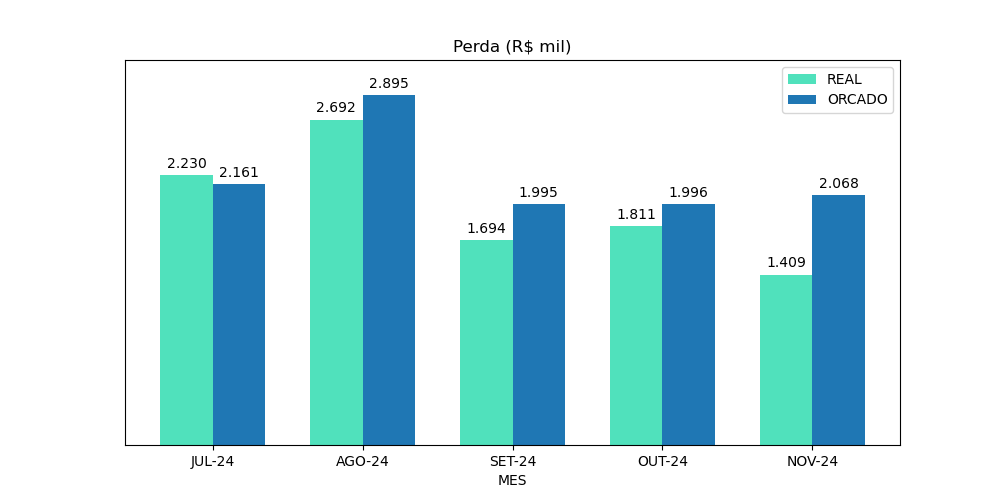 Perda (R$ mil)
REAL
ORCADO
2.230
2.161
2.692
2.895
1.694
1.995
1.811
1.996
1.409
2.068
JUL-24
AGO-24
SET-24
OUT-24
NOV-24
MES